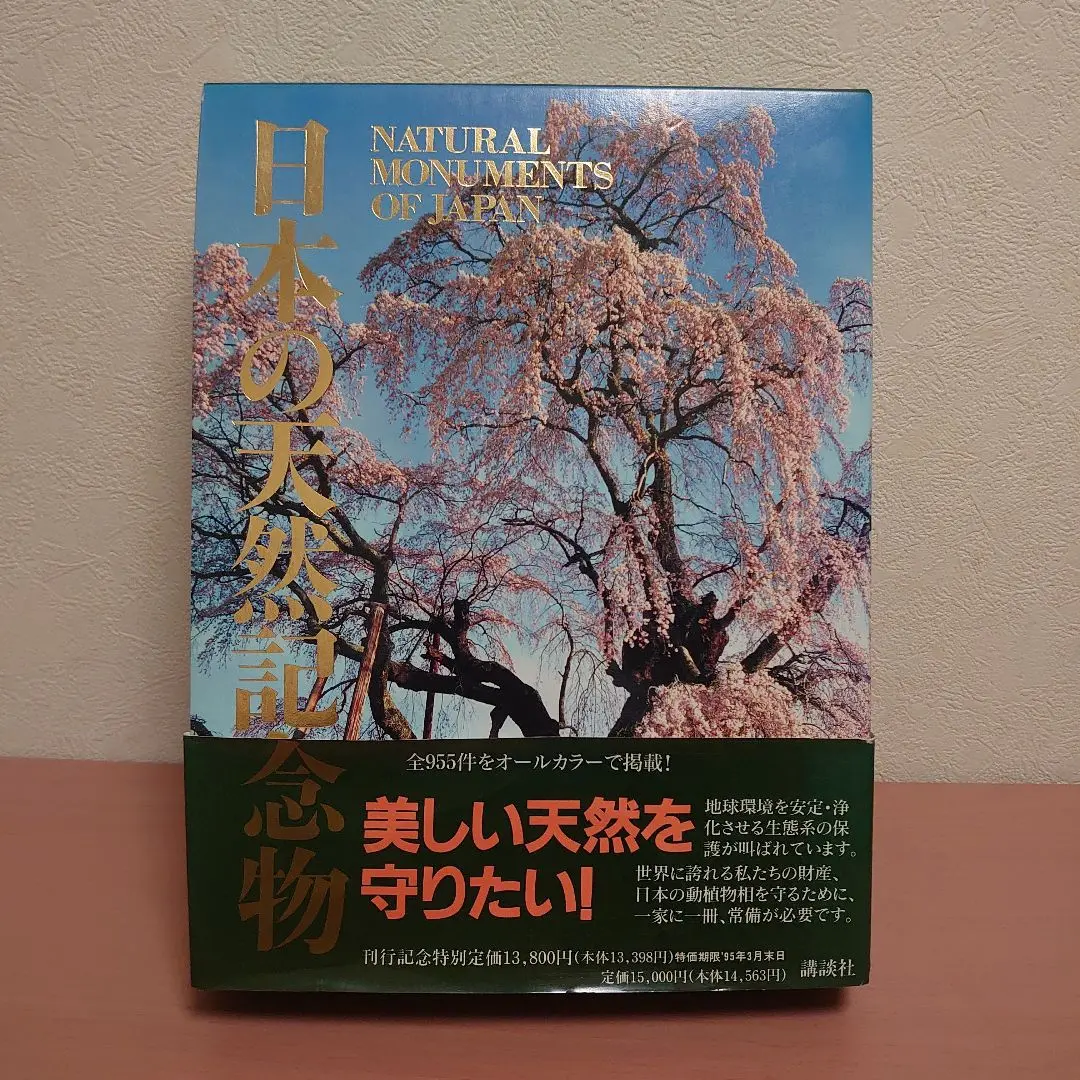 日本の天然記念物
NATURAL
MONUMENTS
OF JAPAN
全955件をオールカラーで掲載!
美しい天然を
守りたい!
地球環境を安定・浄
化させる生態系の保
護が叫ばれています。
世界に誇れる私たちの財産、
日本の動植物相を守るために、
一家に一冊、常備が必要です。
刊行記念特別定価13,800円(本体13,398円)特価期限'95年3月末日
定価15,000円(本体14,563円)
講談社